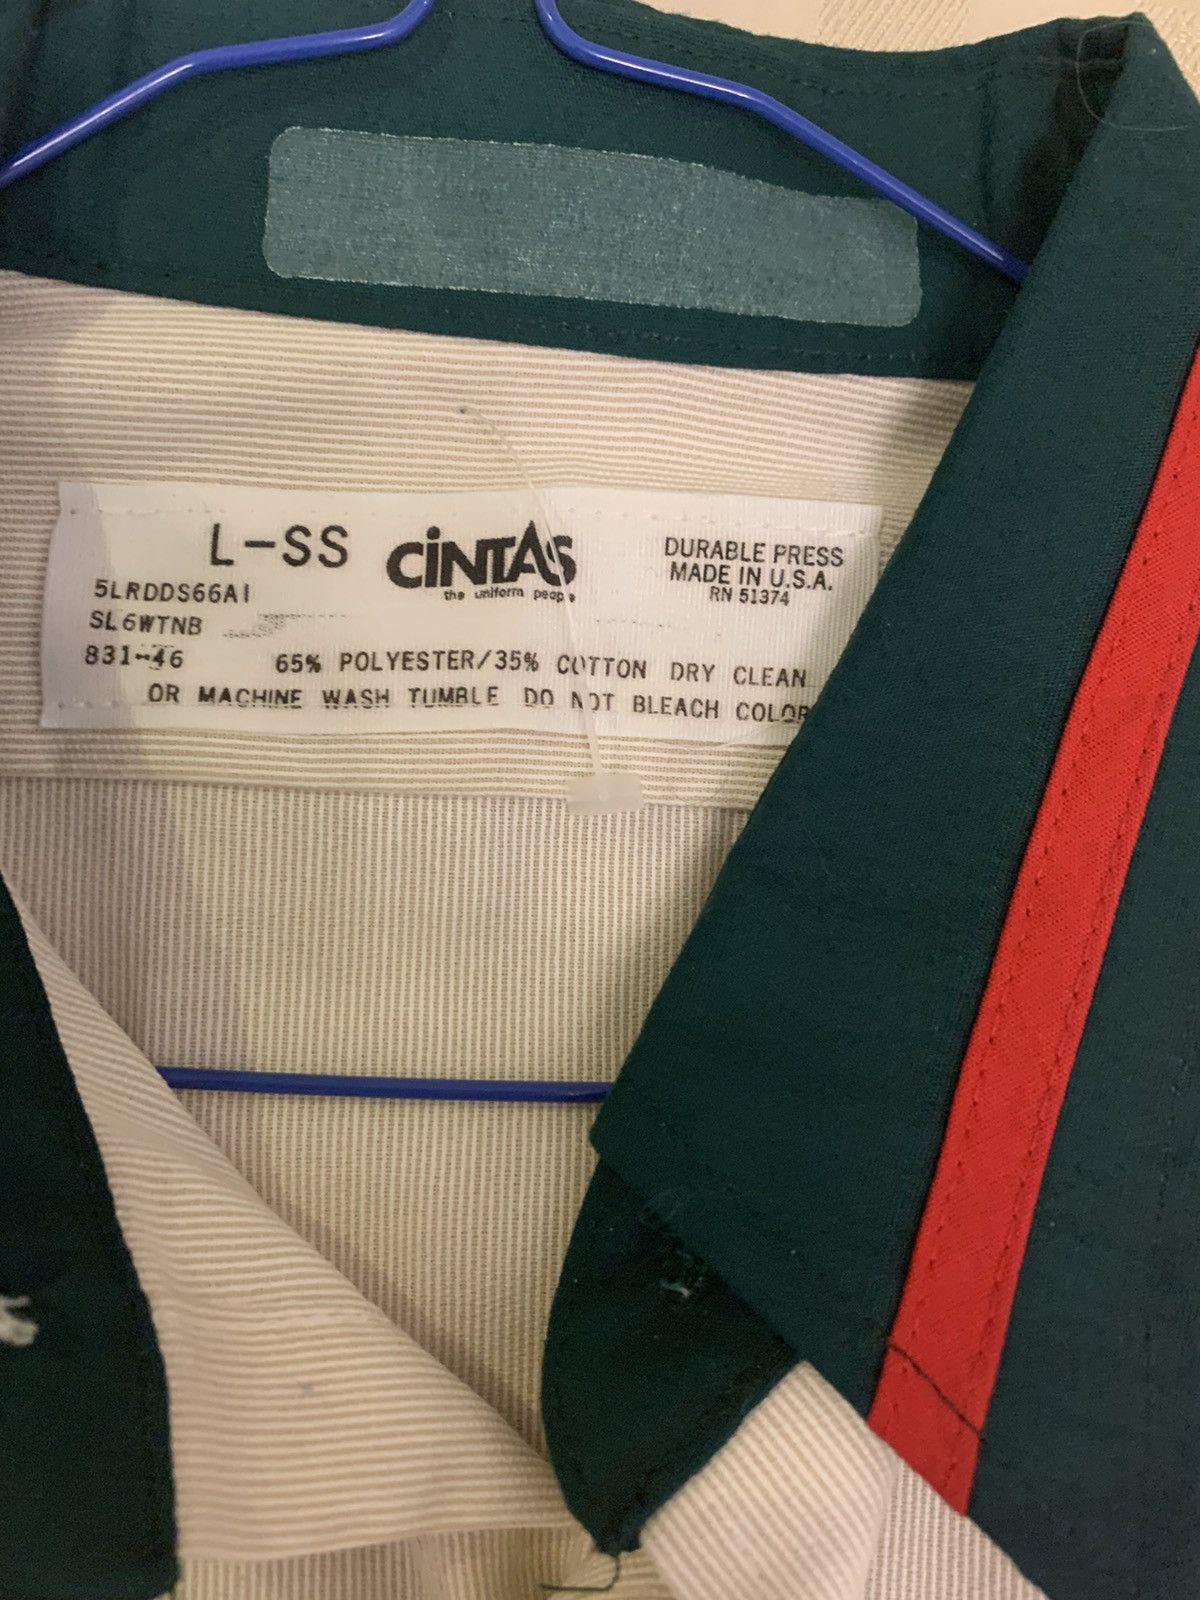 L-SS
CiNTAS
the uniform people
DURABLE PRESS
MADE IN U.S.A.
RN 51374
5LRDDS66AI
SL6WTNB
831-46
65% POLYESTER/35% COTTON DRY CLEAN
OR MACHINE WASH TUMBLE DO NOT BLEACH COLOR